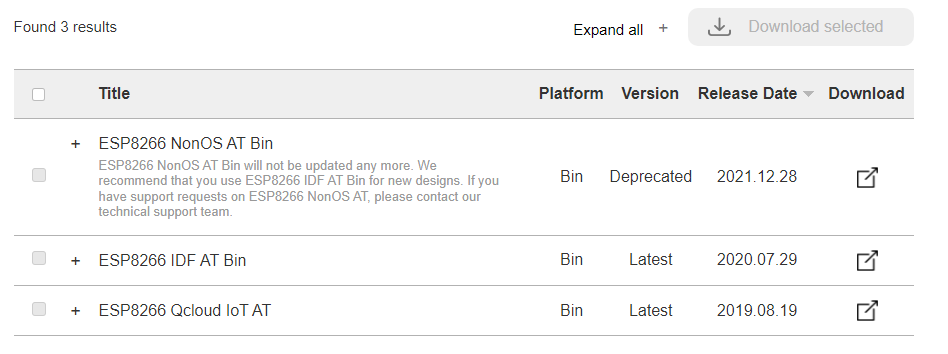 Found 3 results
Expand all +
Download selected
Title Platform Version Release Date Download
+ ESP8266 NonOS AT Bin
ESP8266 NonOS AT Bin will not be updated any more. We
recommend that you use ESP8266 IDF AT Bin for new designs. If you
have support requests on ESP8266 NonOS AT, please contact our
technical support team.
Bin Deprecated 2021.12.28
+ ESP8266 IDF AT Bin Bin Latest 2020.07.29
+ ESP8266 Qcloud IoT AT Bin Latest 2019.08.19